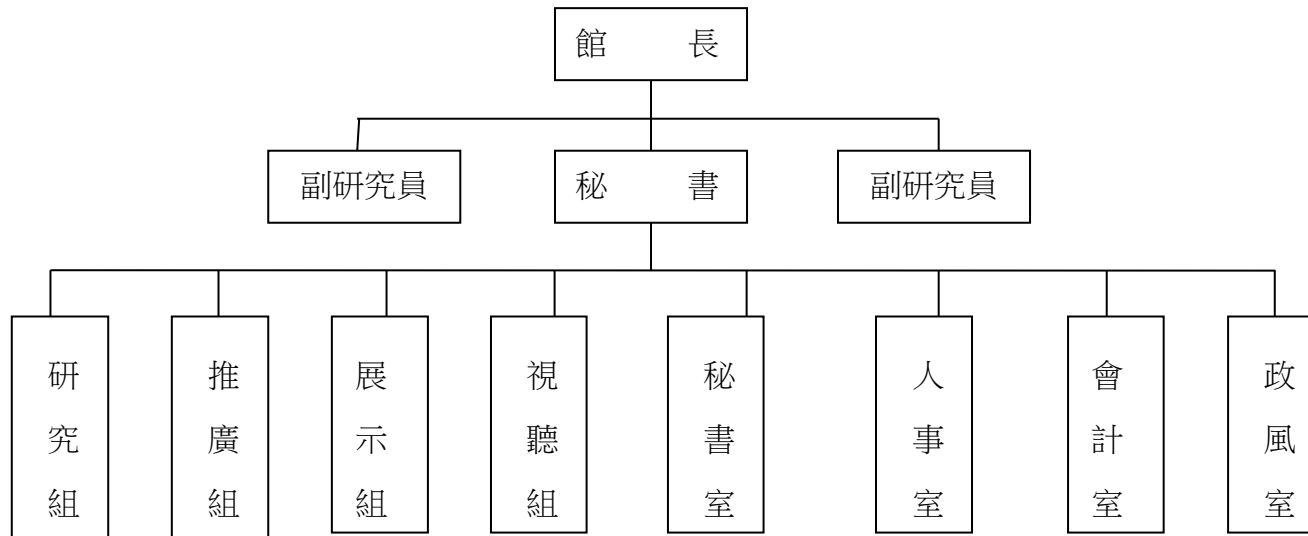 館長
副研究員
秘書
副研究員
研究組
推廣組
展示組
視聽組
秘書室
人事室
會計室
政風室